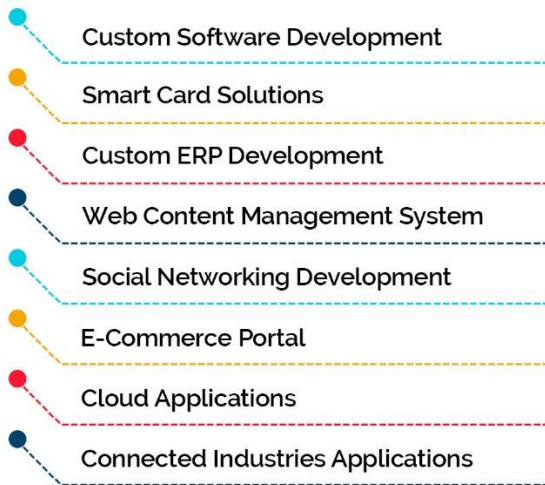 Custom Software Development
Smart Card Solutions
Custom ERP Development
Web Content Management System
Social Networking Development
E-Commerce Portal
Cloud Applications
Connected Industries Applications